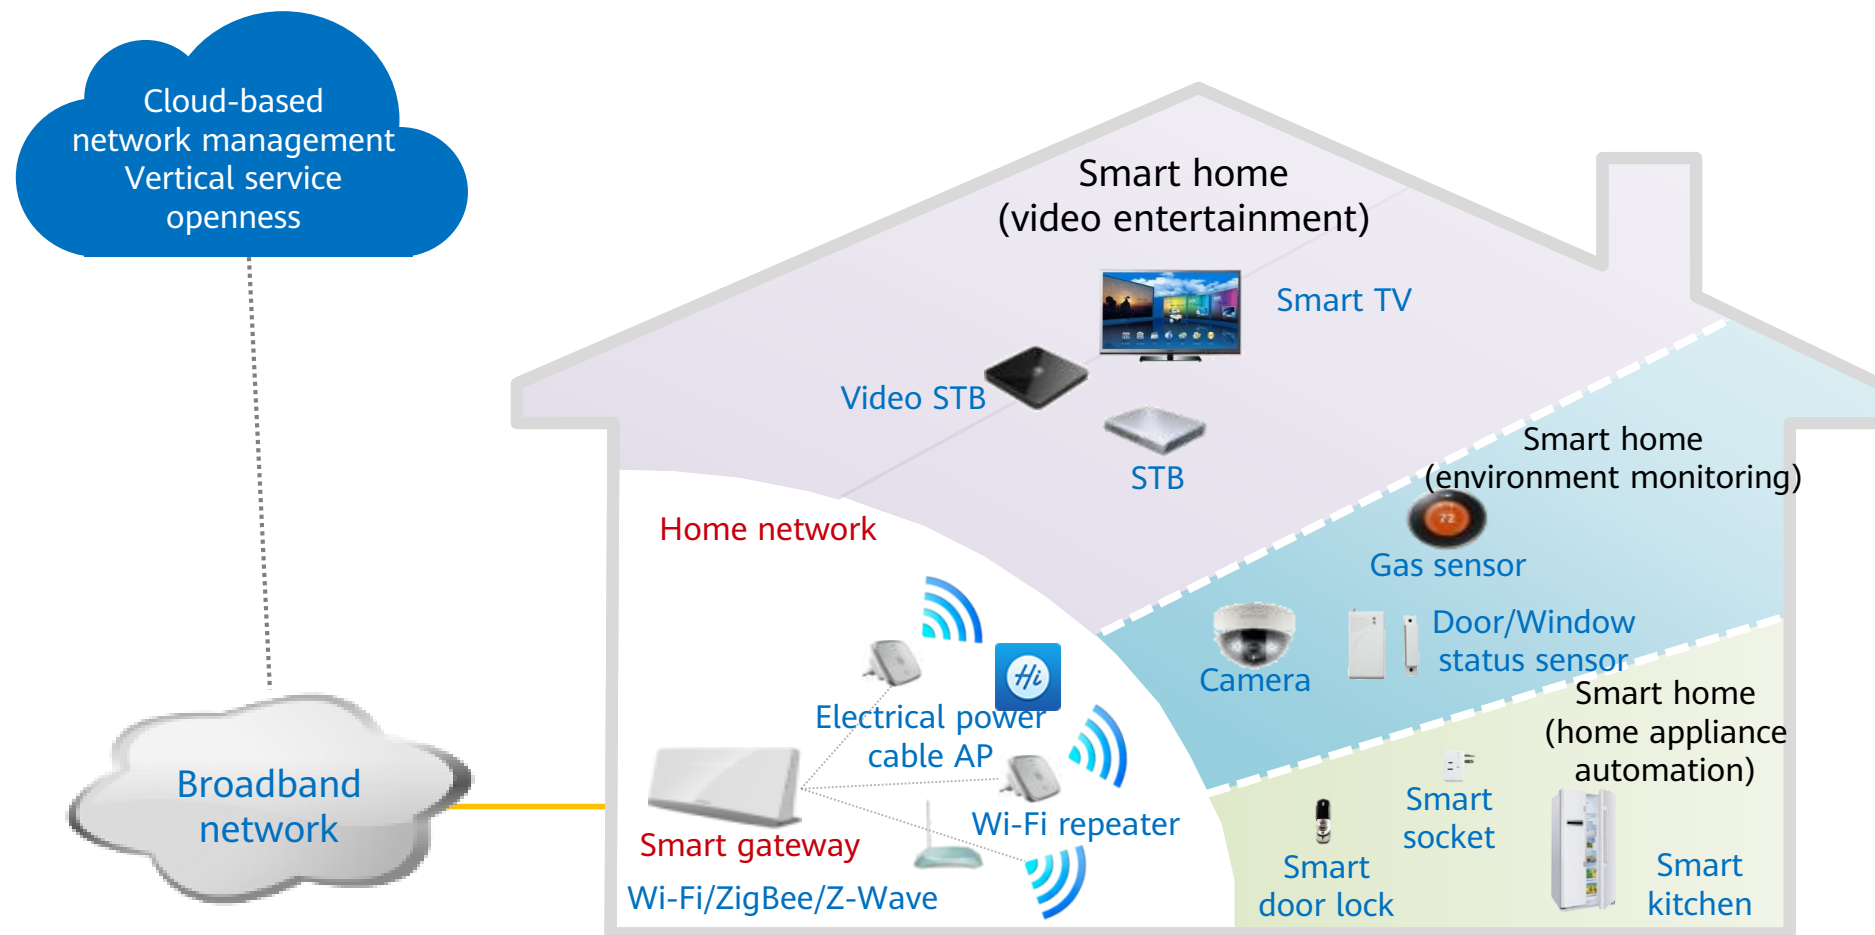 Cloud-based
network management
Vertical service
openness
Smart home
(video entertainment)
Smart TV
Video STB
STB
Smart home
(environment monitoring)
72
Gas sensor
Door/Window
status sensor
Camera
Home network
Hi
Electrical power
cable AP
Wi-Fi repeater
Smart gateway
Wi-Fi/ZigBee/Z-Wave
Broadband
network
Smart home
(home appliance
automation)
Smart
socket
Smart
door lock
Smart
kitchen